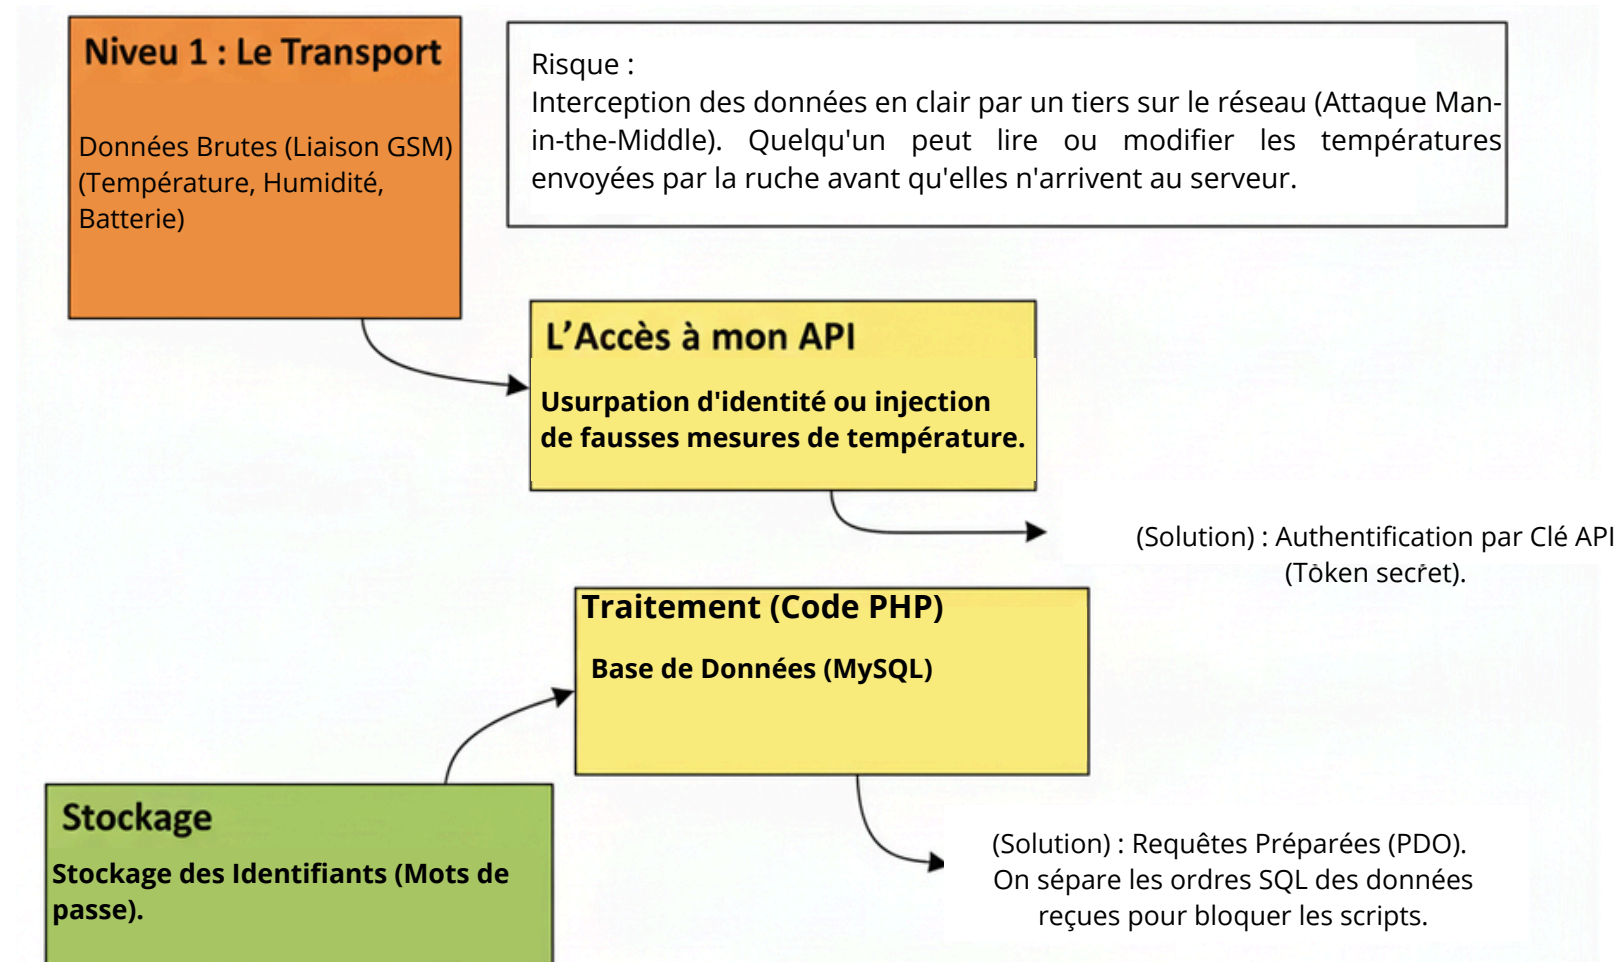 Niveu 1 : Le Transport
Données Brutes (Liaison GSM)
(Température, Humidité,
Batterie)
Risque :
Interception des données en clair par un tiers sur le réseau (Attaque Man-
in-the-Middle). Quelqu'un peut lire ou modifier les températures
envoyées par la ruche avant qu'elles n'arrivent au serveur.
L’Accès à mon API
Usurpation d'identité ou injection
de fausses mesures de température.
(Solution) : Authentification par Clé API
(Token secret).
Traitement (Code PHP)
Base de Données (MySQL)
Stockage
Stockage des Identifiants (Mots de
passe).
(Solution) : Requêtes Préparées (PDO).
On sépare les ordres SQL des données
reçues pour bloquer les scripts.